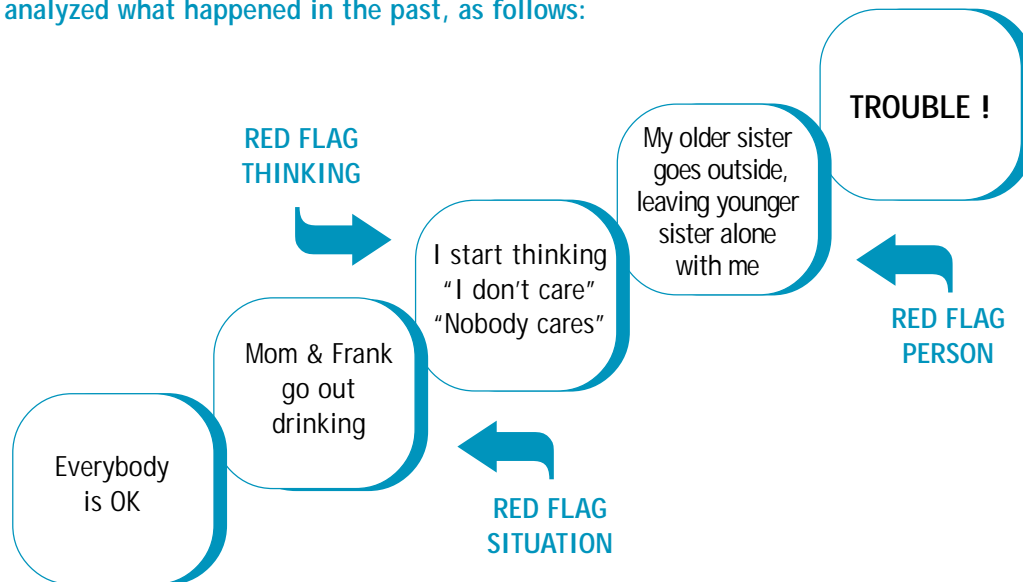 analyzed what happened in the past, as follows:
TROUBLE !
RED FLAG
THINKING
My older sister
goes outside,
leaving younger
sister alone
with me
I start thinking
“I don't care”
“Nobody cares”
RED FLAG
PERSON
Mom & Frank
go out
drinking
Everybody
is OK
RED FLAG
SITUATION